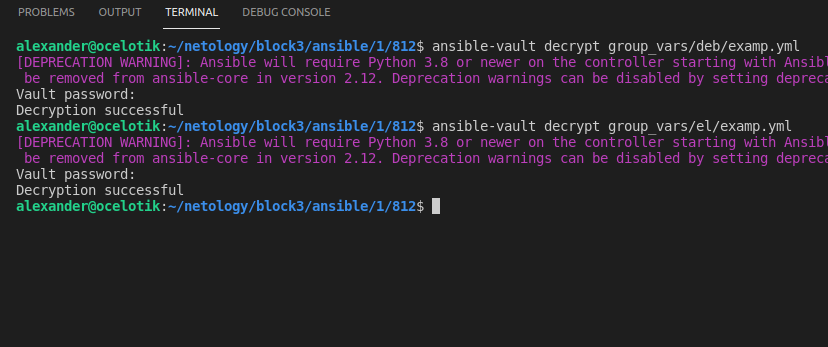 PROBLEMS OUTPUT TERMINAL DEBUG CONSOLE
alexander@ocelotik:~/netology/block3/ansible/1/812$ ansible-vault decrypt group_vars/deb/examp.yml
[DEPRECATION WARNING]: Ansible will require Python 3.8 or newer on the controller starting with Ansibl
be removed from ansible-core in version 2.12. Deprecation warnings can be disabled by setting depreca
Vault password:
Decryption successful
alexander@ocelotik:~/netology/block3/ansible/1/812$ ansible-vault decrypt group_vars/el/examp.yml
[DEPRECATION WARNING]: Ansible will require Python 3.8 or newer on the controller starting with Ansibl
be removed from ansible-core in version 2.12. Deprecation warnings can be disabled by setting depreca
Vault password:
Decryption successful
alexander@ocelotik:~/netology/block3/ansible/1/812$